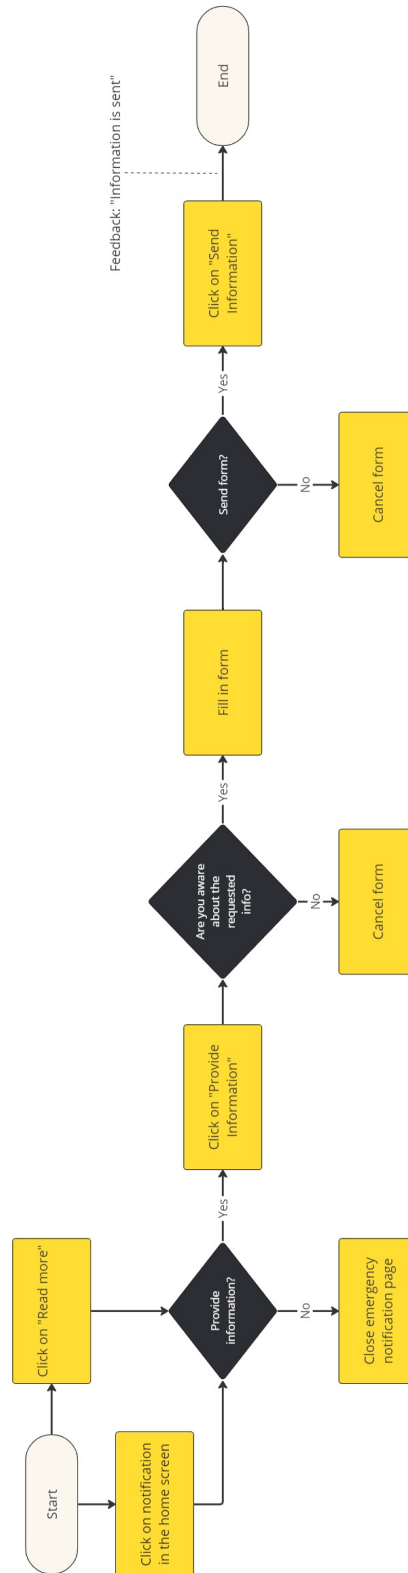 Start
Click on "Read more"
Click on notification
in the home screen
Provide
information?
Yes
No
Close emergency
notification page
Click on "Provide
Information"
Are you aware
about the
requested
info?
Yes
No
Cancel form
Fill in form
Send form?
Yes
No
Cancel form
Click on "Send
Information"
Feedback: "Information is sent"
End